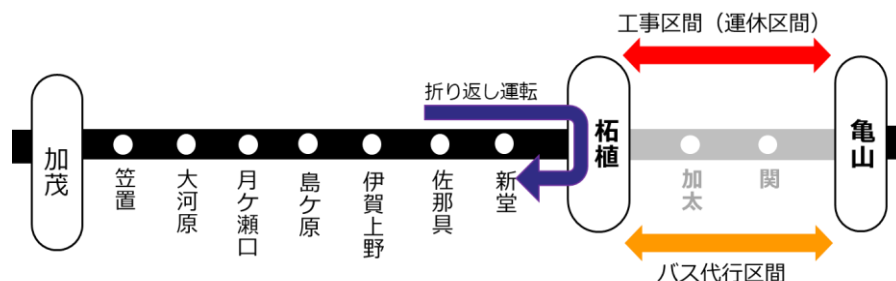 工事区間（運休区間）
折り返し運転
加茂
笠置
大河原
月ケ瀬口
島ケ原
伊賀上野
佐那具
新堂
柘植
加太
関
亀山
バス代行区間